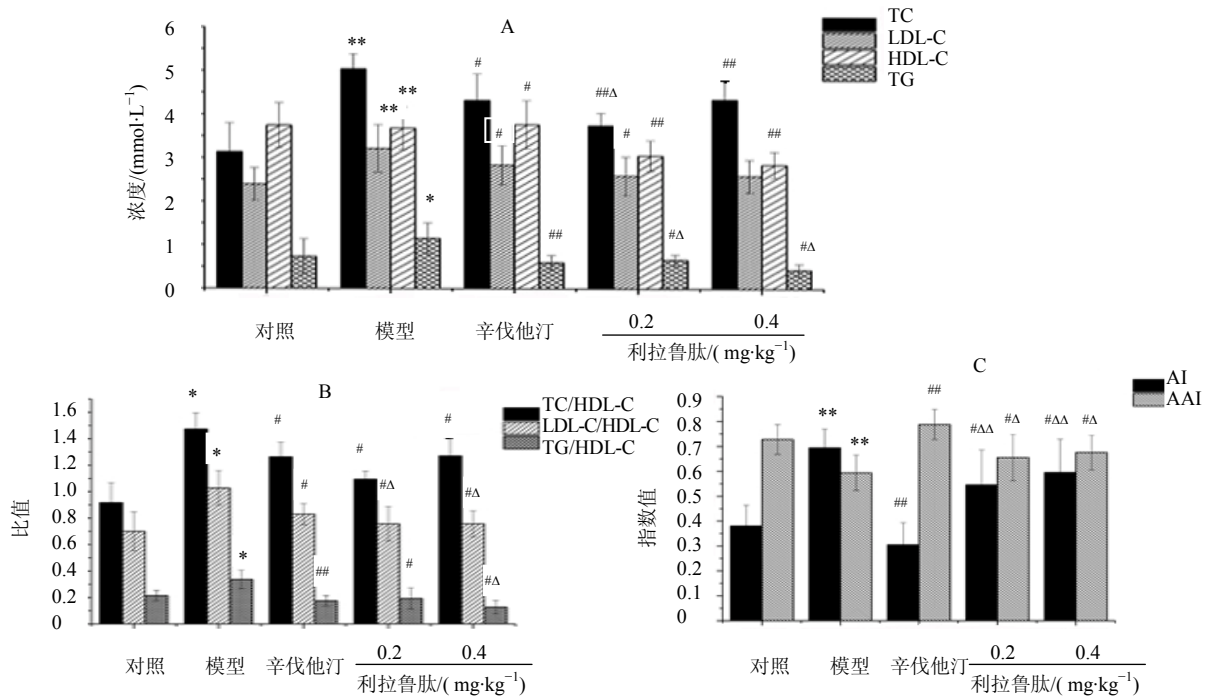 A
TC
LDL-C
HDL-C
TG
浓度/(mmol·L−1)
6
5
4
3
2
1
0
**
**
**
*
#
#
#
##
##Δ
#
##
#Δ
##
##
#Δ
对照
模型
辛伐他汀
0.2
0.4
利拉鲁肽/( mg·kg−1)
B
TC/HDL-C
LDL-C/HDL-C
TG/HDL-C
比值
1.6
1.4
1.2
1.0
0.8
0.6
0.4
0.2
0
*
*
*
#
#
##
#
#Δ
#
#
#Δ
#Δ
对照
模型
辛伐他汀
0.2
0.4
利拉鲁肽/( mg·kg−1)
C
AI
AAI
指数值
0.9
0.8
0.7
0.6
0.5
0.4
0.3
0.2
0.1
0
**
**
##
##
#ΔΔ
#Δ
#ΔΔ
#Δ
对照
模型
辛伐他汀
0.2
0.4
利拉鲁肽/( mg·kg−1)